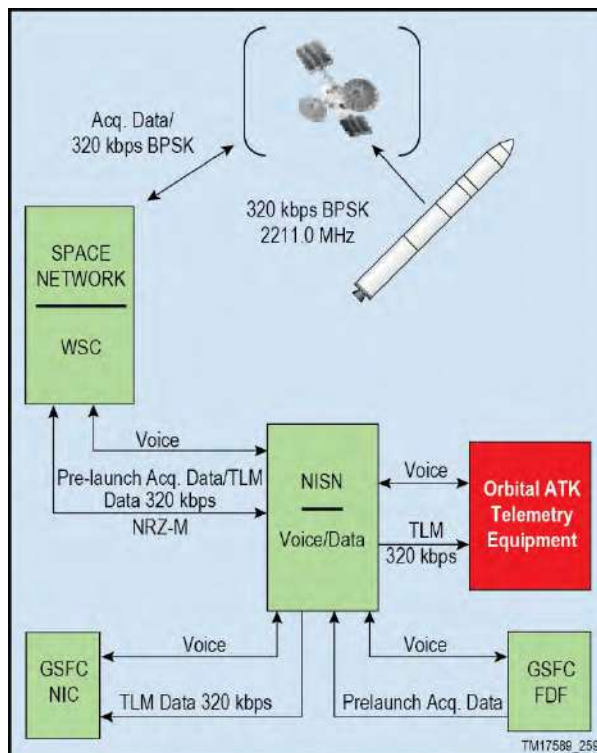 Acq. Data/
320 kbps BPSK
320 kbps BPSK
2211.0 MHz
SPACE
NETWORK
WSC
Voice
Pre-launch Acq. Data/TLM
Data 320 kbps
NRZ-M
NISN
Voice/Data
Voice
TLM
320 kbps
Orbital ATK
Telemetry
Equipment
GSFC
NIC
Voice
TLM Data 320 kbps
Voice
Prelaunch Acq. Data
GSFC
FDF
TM17589_259